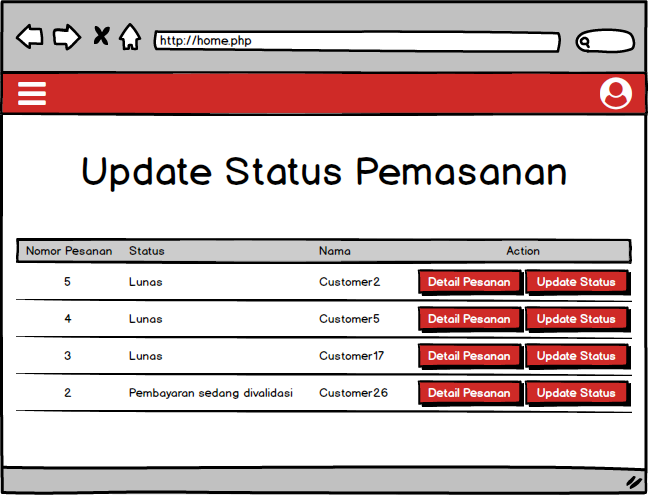 http://home.php
Update Status Pemasanan
Nomor Pesanan Status Nama Action
5 Lunas Customer2 Detail Pesanan Update Status
4 Lunas Customer5 Detail Pesanan Update Status
3 Lunas Customer17 Detail Pesanan Update Status
2 Pembayaran sedang divalidasi Customer26 Detail Pesanan Update Status